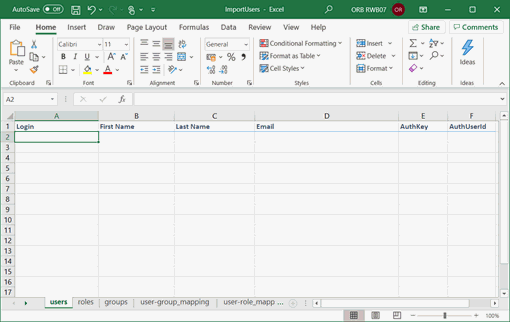 AutoSave Off ImportUsers - Excel ORB RWB07 OR
File Home Insert Draw Page Layout Formulas Data Review View Help Share Comments
Paste Calibri 11 A^ A˅ B I U A General $ % , Conditional Formatting Format as Table Cell Styles Insert Delete Format Σ Ideas
Clipboard Font Alignment Number Styles Cells Editing Ideas
A2 fx
A B C D E F
1 Login First Name Last Name Email AuthKey AuthUserId
2
3
4
5
6
7
8
9
10
11
12
13
14
15
16
17
users roles groups user-group_mapping user-role_mapp ...
100%